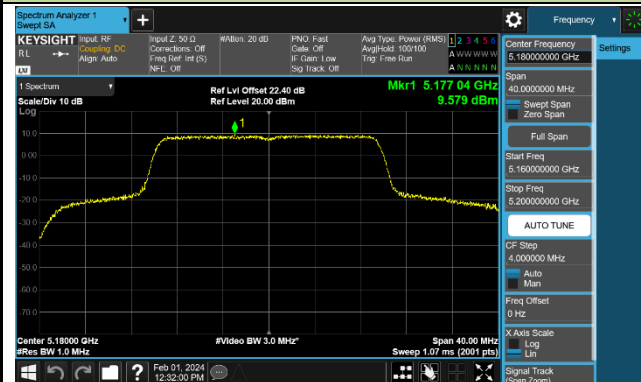 Spectrum Analyzer 1
Swept SA
Frequency
KEYSIGHT
RL
Input: RF
Coupling: DC
Align: Auto
Input Z: 50 Ω
Corrections: Off
Freq Ref: Int (S)
NFE: Off
#Atten: 20 dB
PNO: Fast
Gate: Off
IF Gain: Low
Sig Track: Off
Avg Type: Power (RMS)
Avg|Hold: 100/100
Trig: Free Run
1 2 3 4 5 6
A W W W W W
A N N N N N
1 Spectrum
Scale/Div 10 dB
Log
Ref Lvl Offset 22.40 dB
Ref Level 20.00 dBm
Mkr1 5.177 04 GHz
9.579 dBm
1
10.0
0.00
-10.0
-20.0
-30.0
-40.0
-50.0
-60.0
-70.0
Center 5.18000 GHz
#Res BW 1.0 MHz
#Video BW 3.0 MHz*
Span 40.00 MHz
Sweep 1.07 ms (2001 pts)
Center Frequency
5.180000000 GHz
Settings
Span
40.0000000 MHz
Swept Span
Zero Span
Full Span
Start Freq
5.160000000 GHz
Stop Freq
5.200000000 GHz
AUTO TUNE
CF Step
4.000000 MHz
Auto
Man
Freq Offset
0 Hz
X Axis Scale
Log
Lin
Signal Track
(Span Zoom)
Feb 01, 2024
12:32:00 PM